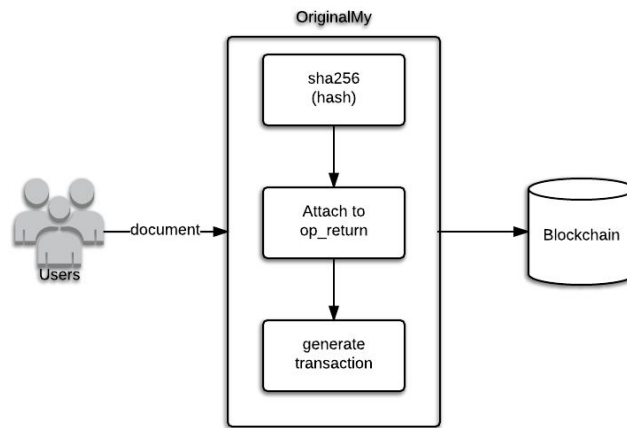 OriginalMy
sha256
(hash)
Attach to
op_return
generate
transaction
document
Users
Blockchain